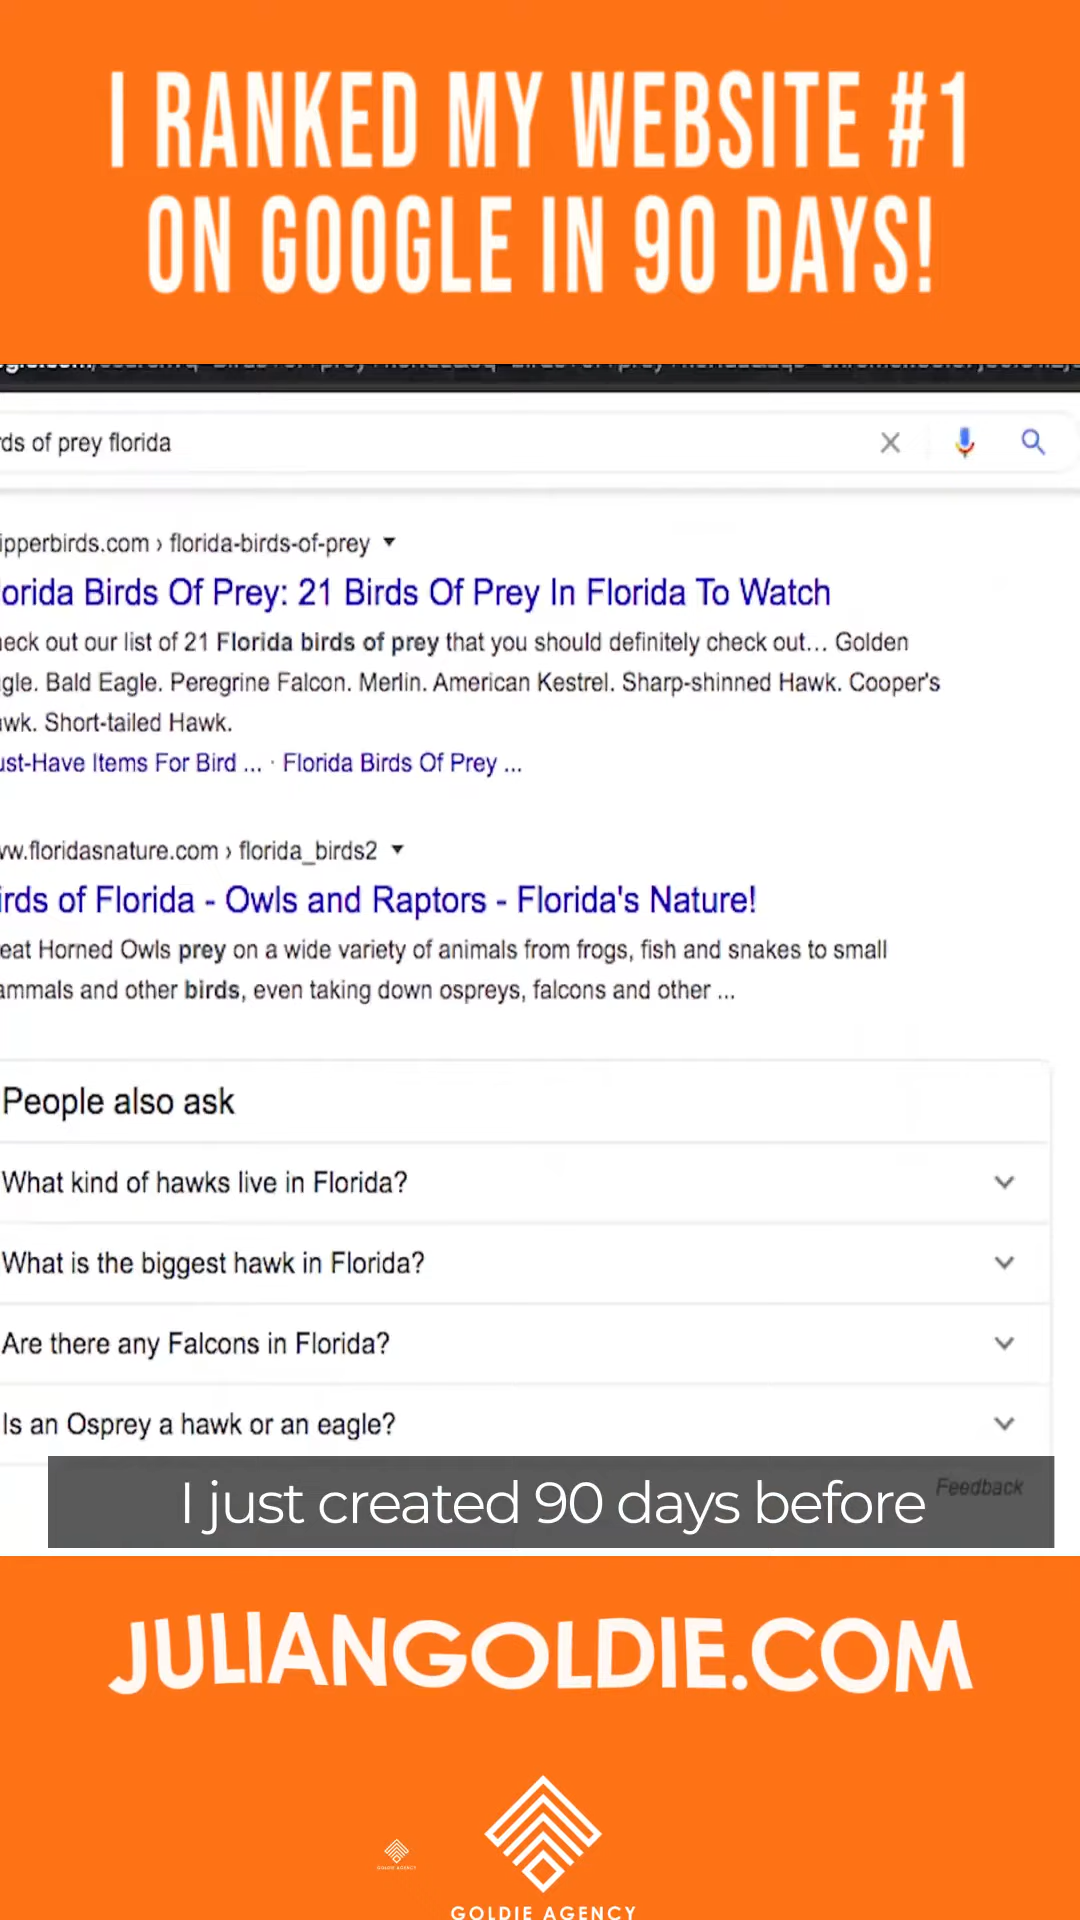 I RANKED MY WEBSITE #1
ON GOOGLE IN 90 DAYS!
rds of prey florida
ipperbirds.com › florida-birds-of-prey
orida Birds Of Prey: 21 Birds Of Prey In Florida To Watch
eck out our list of 21 Florida birds of prey that you should definitely check out... Golden
gle. Bald Eagle. Peregrine Falcon. Merlin. American Kestrel. Sharp-shinned Hawk. Cooper's
wk. Short-tailed Hawk.
ust-Have Items For Bird ... · Florida Birds Of Prey ...
ww.floridasnature.com › florida_birds2
irds of Florida - Owls and Raptors - Florida's Nature!
eat Horned Owls prey on a wide variety of animals from frogs, fish and snakes to small
ammals and other birds, even taking down ospreys, falcons and other ...
People also ask
What kind of hawks live in Florida?
What is the biggest hawk in Florida?
Are there any Falcons in Florida?
Is an Osprey a hawk or an eagle?
Feedback
I just created 90 days before
JULIANGOLDIE.COM
GOLDIE AGENCY
GOLDIE AGENCY